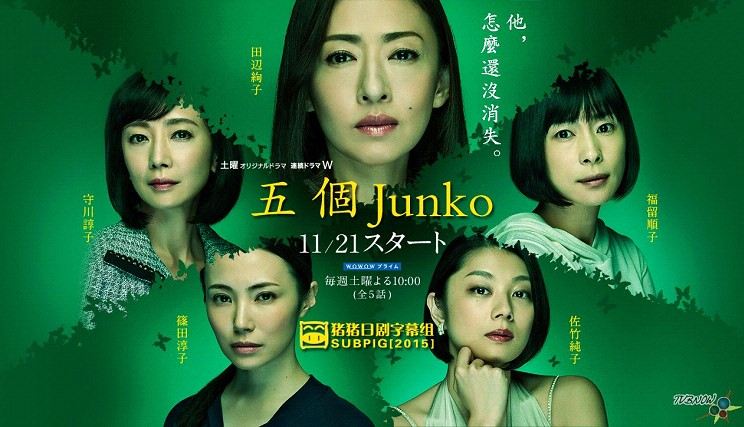 他，
怎麼還沒消失。
田辺絢子
守川諄子
福留順子
土曜オリジナルドラマ 連続ドラマW
五個Junko
11/21スタート
WOWOWプライム
毎週土曜よる10:00
(全5話)
篠田淳子
佐竹純子
猪猪日剧字幕组
SUBPIG[2015]
TVBNOW